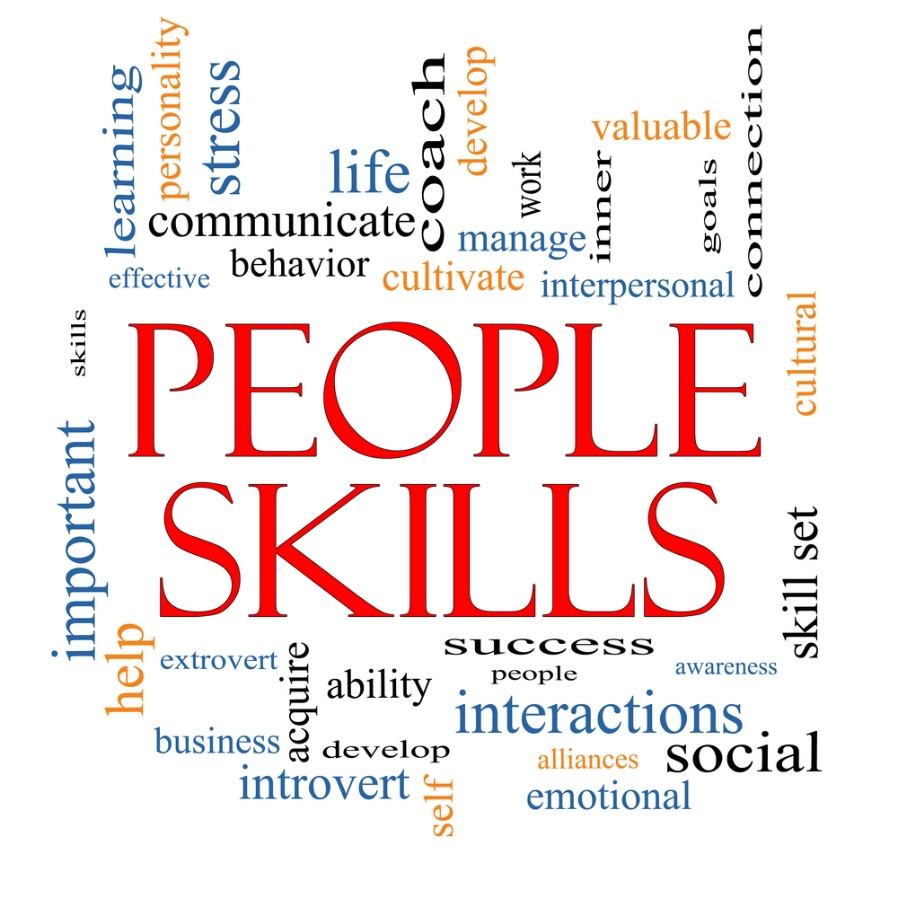 learning
personality
stress
life
coach
develop
work
valuable
inner
goals
connection
communicate
manage
behavior
effective
cultivate
interpersonal
skills
cultural
PEOPLE
SKILLS
important
skill set
help
extrovert
acquire
ability
success
people
awareness
interactions
business
develop
introvert
self
alliances
social
emotional